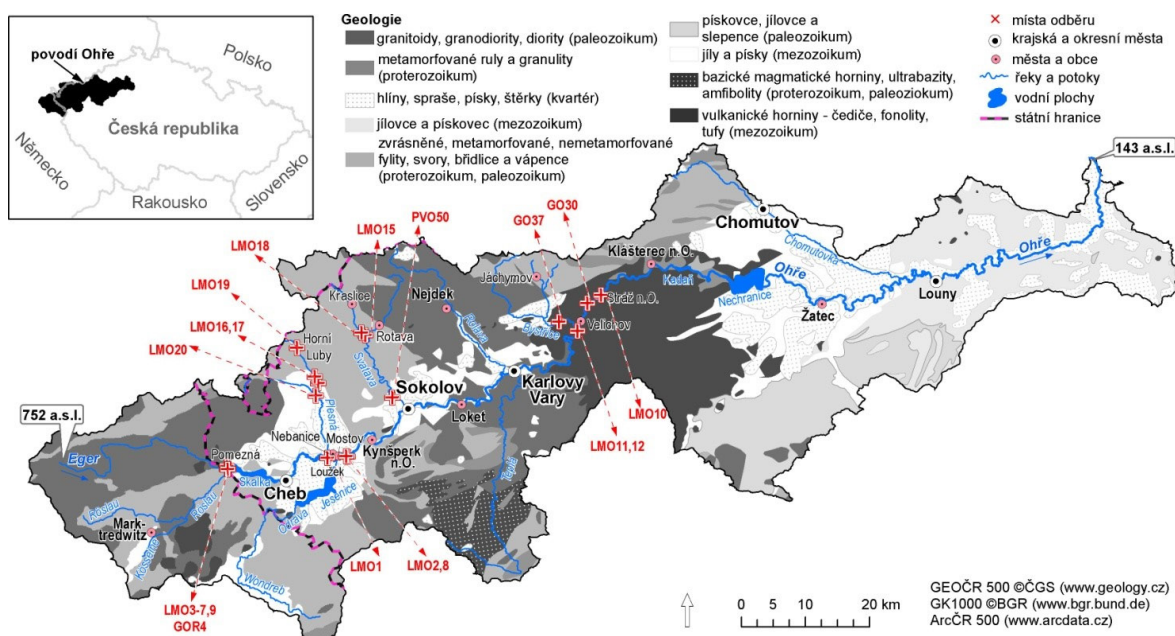 povodí Ohře
Polsko
Česká republika
Německo
Rakousko
Slovensko
Geologie
granitoidy, granodiority, diority (paleozoikum)
metamorfované ruly a granulity
(proterozoikum)
hlíny, spraše, písky, štěrky (kvartér)
jílovce a pískovec (mezozoikum)
zvrásněné, metamorfované, nemetamorfované
fylity, svory, břidlice a vápence
(proterozoikum, paleozoikum)
pískovce, jílovce a
slepence (paleozoikum)
jíly a písky (mezozoikum)
bazické magmatické horniny, ultrabazity,
amfibolity (proterozoikum, paleoziokum)
vulkanické horniny - čediče, fonolity,
tufy (mezozoikum)
místa odběru
krajská a okresní města
města a obce
řeky a potoky
vodní plochy
státní hranice
143 a.s.l.
752 a.s.l.
PVO50
LMO15
LMO18
LMO19
LMO16,17
LMO20
GO37
GO30
Chomutov
Chomutovka
Klášterec n.O.
Kadaň
Ohře
Ohře
Nechranice
Žatec
Louny
Jáchymov
Stráž n.O.
Velichov
Bystřice
Kraslice
Nejdek
Rotava
Rolava
Svatava
Horní
Luby
Sokolov
Karlovy
Vary
Loket
Plesná
Nebanice
Mostov
Kynšperk
n.O.
Loužek
Pomezná
Skalka
Cheb
Jesenice
Odrava
Teplá
Eger
Röslau
Röslau
Mark-
tredwitz
Kösseine
Wondreb
LMO10
LMO11,12
LMO1
LMO2,8
LMO3-7,9
GOR4
0 5 10 20 km
GEOČR 500 ©ČGS (www.geology.cz)
GK1000 ©BGR (www.bgr.bund.de)
ArcČR 500 (www.arcdata.cz)